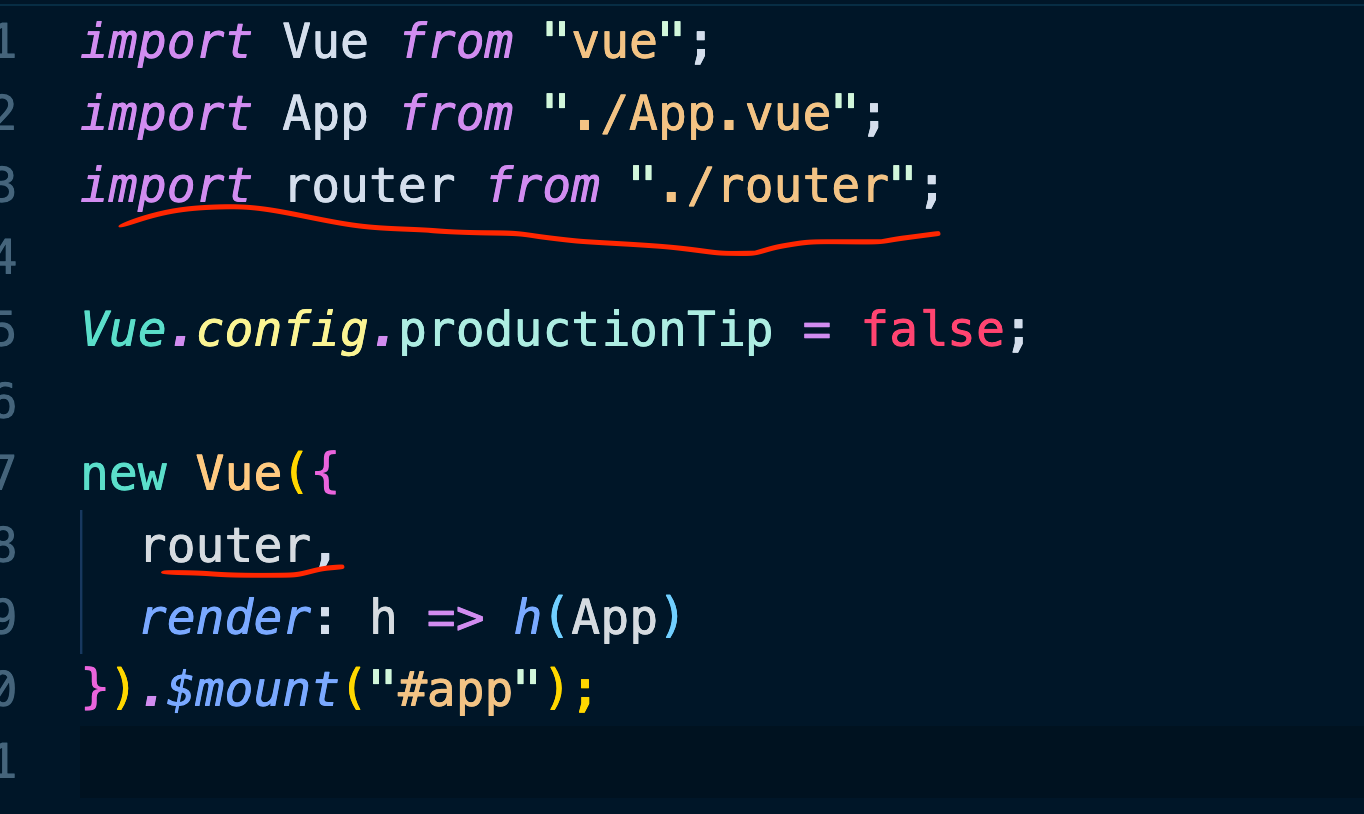 1 import Vue from "vue";
2 import App from "./App.vue";
3 import router from "./router";
4
5 Vue.config.productionTip = false;
6
7 new Vue({
8 router,
9 render: h => h(App)
0 }).$mount("#app");
1